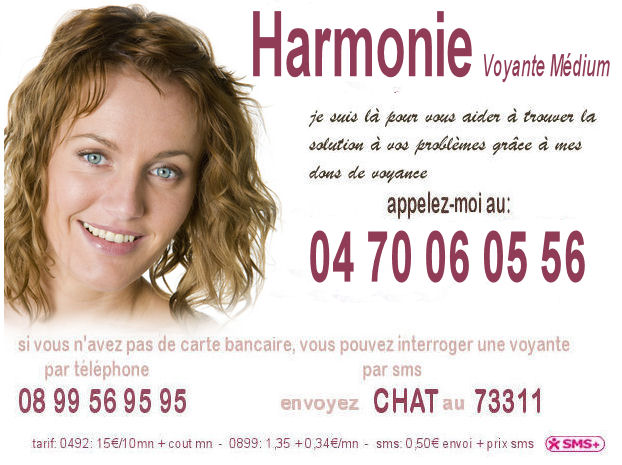 Harmonie Voyante Médium
je suis là pour vous aider à trouver la
solution à vos problèmes grâce à mes
dons de voyance
appelez-moi au:
04 70 06 05 56
si vous n'avez pas de carte bancaire, vous pouvez interroger une voyante
par téléphone par sms
08 99 56 95 95 envoyez CHAT au 73311
tarif: 0492: 15€/10mn + cout mn - 0899: 1,35 +0,34€/mn - sms: 0,50€ envoi + prix sms SMS+